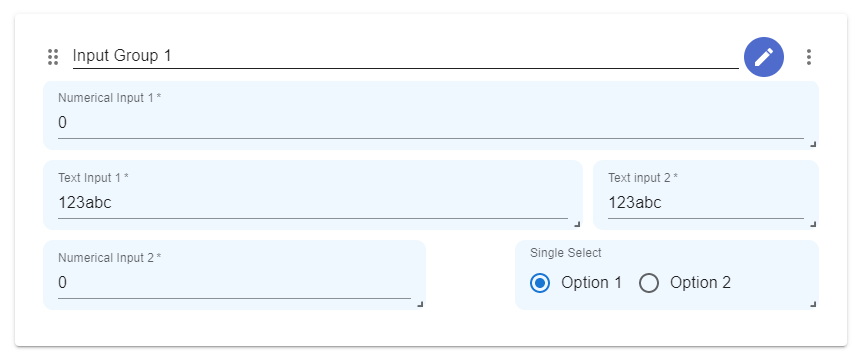 Input Group 1
Numerical Input 1 *
0
Text Input 1 *
123abc
Text input 2 *
123abc
Numerical Input 2 *
0
Single Select
Option 1 Option 2